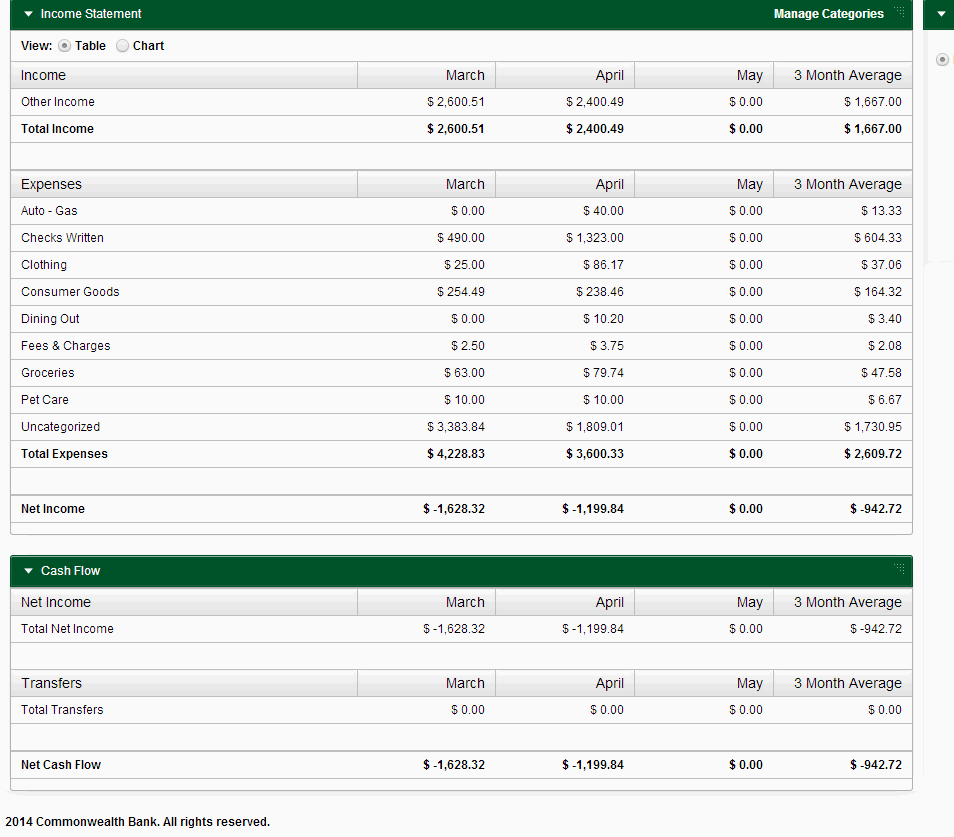 Income Statement Manage Categories
View: Table Chart
Income March April May 3 Month Average
Other Income $ 2,600.51 $ 2,400.49 $ 0.00 $ 1,667.00
Total Income $ 2,600.51 $ 2,400.49 $ 0.00 $ 1,667.00
Expenses March April May 3 Month Average
Auto - Gas $ 0.00 $ 40.00 $ 0.00 $ 13.33
Checks Written $ 490.00 $ 1,323.00 $ 0.00 $ 604.33
Clothing $ 25.00 $ 86.17 $ 0.00 $ 37.06
Consumer Goods $ 254.49 $ 238.46 $ 0.00 $ 164.32
Dining Out $ 0.00 $ 10.20 $ 0.00 $ 3.40
Fees & Charges $ 2.50 $ 3.75 $ 0.00 $ 2.08
Groceries $ 63.00 $ 79.74 $ 0.00 $ 47.58
Pet Care $ 10.00 $ 10.00 $ 0.00 $ 6.67
Uncategorized $ 3,383.84 $ 1,809.01 $ 0.00 $ 1,730.95
Total Expenses $ 4,228.83 $ 3,600.33 $ 0.00 $ 2,609.72
Net Income $ -1,628.32 $ -1,199.84 $ 0.00 $ -942.72
Cash Flow
Net Income March April May 3 Month Average
Total Net Income $ -1,628.32 $ -1,199.84 $ 0.00 $ -942.72
Transfers March April May 3 Month Average
Total Transfers $ 0.00 $ 0.00 $ 0.00 $ 0.00
Net Cash Flow $ -1,628.32 $ -1,199.84 $ 0.00 $ -942.72
2014 Commonwealth Bank. All rights reserved.